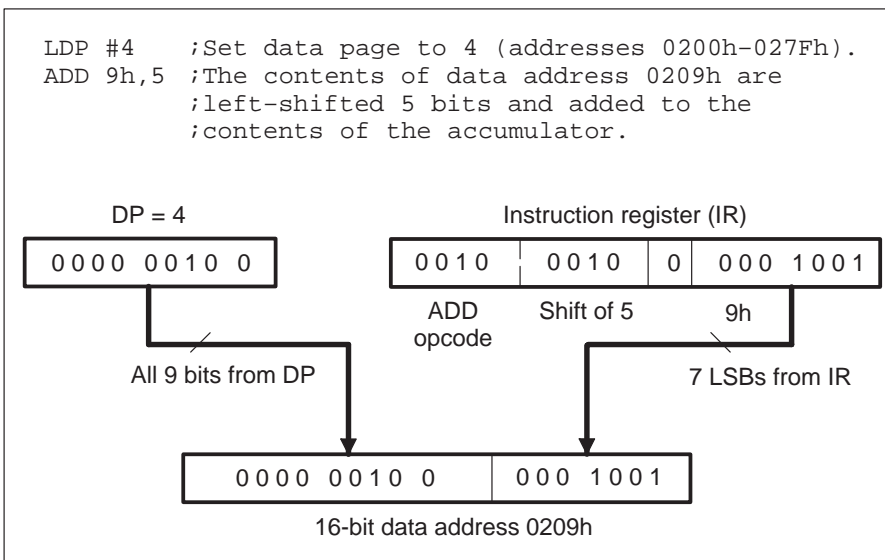 LDP #4 ;Set data page to 4 (addresses 0200h–027Fh).
ADD 9h,5 ;The contents of data address 0209h are
;left–shifted 5 bits and added to the
;contents of the accumulator.
DP = 4
Instruction register (IR)
0000 0010 0
0010 0010 0 000 1001
ADD opcode
Shift of 5
9h
All 9 bits from DP
7 LSBs from IR
0000 0010 0 000 1001
16-bit data address 0209h